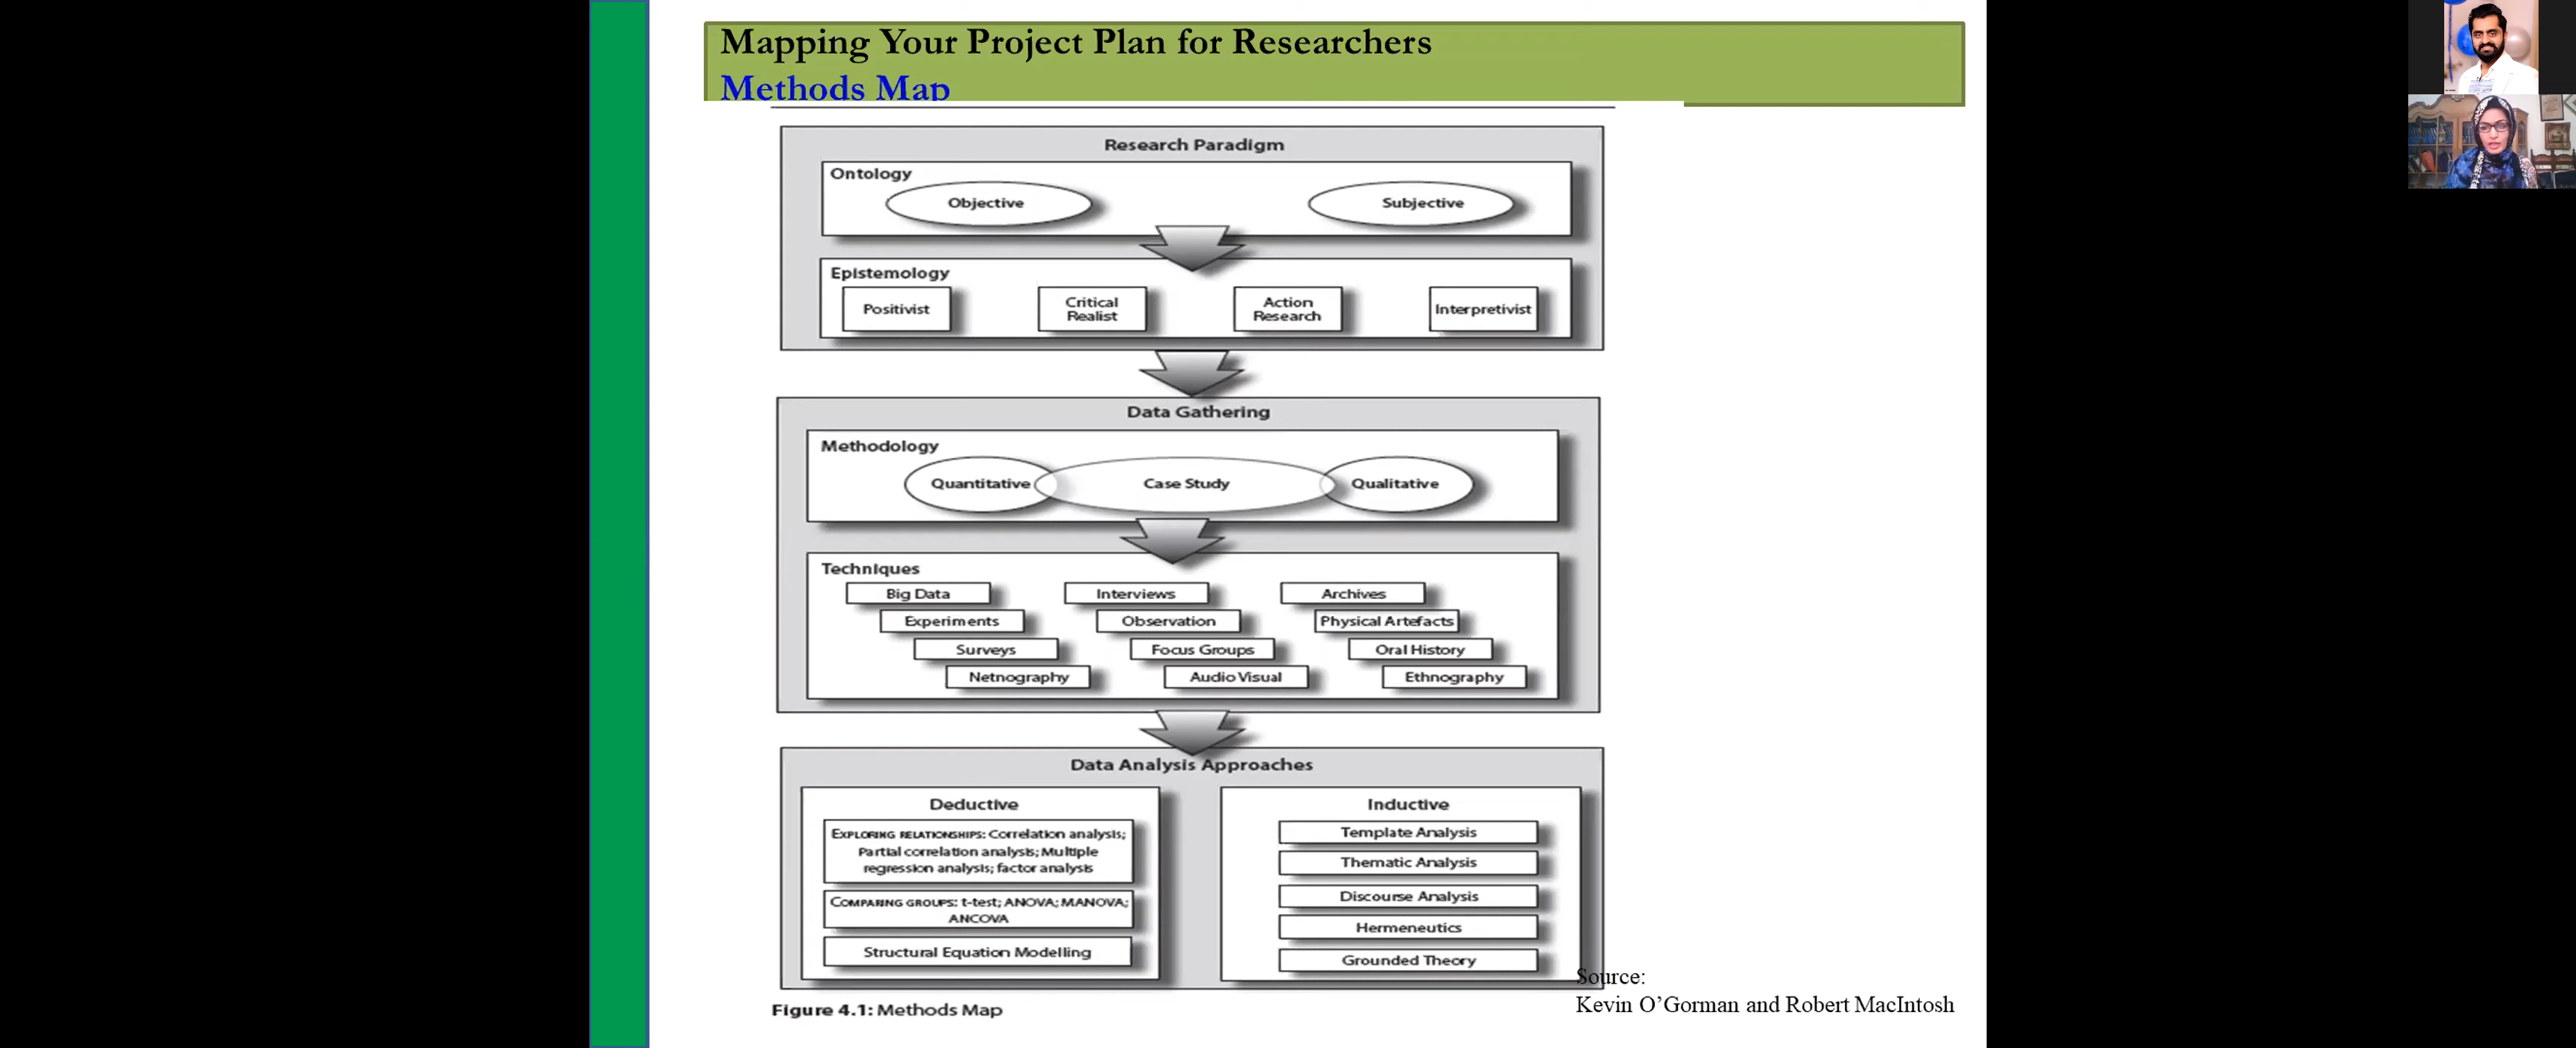 Mapping Your Project Plan for Researchers
Methods Map
Research Paradigm
Ontology
Objective
Subjective
Epistemology
Positivist
Critical
Realist
Action
Research
Interpretivist
Data Gathering
Methodology
Quantitative
Case Study
Qualitative
Techniques
Big Data
Interviews
Archives
Experiments
Observation
Physical Artefacts
Surveys
Focus Groups
Oral History
Netnography
Audio Visual
Ethnography
Data Analysis Approaches
Deductive
EXPLORING RELATIONSHIPS: Correlation analysis;
Partial correlation analysis; Multiple
regression analysis; factor analysis
COMPARING GROUPS: t-test; ANOVA; MANOVA;
ANCOVA
Structural Equation Modelling
Inductive
Template Analysis
Thematic Analysis
Discourse Analysis
Hermeneutics
Grounded Theory
Figure 4.1: Methods Map
Source:
Kevin O’Gorman and Robert MacIntosh